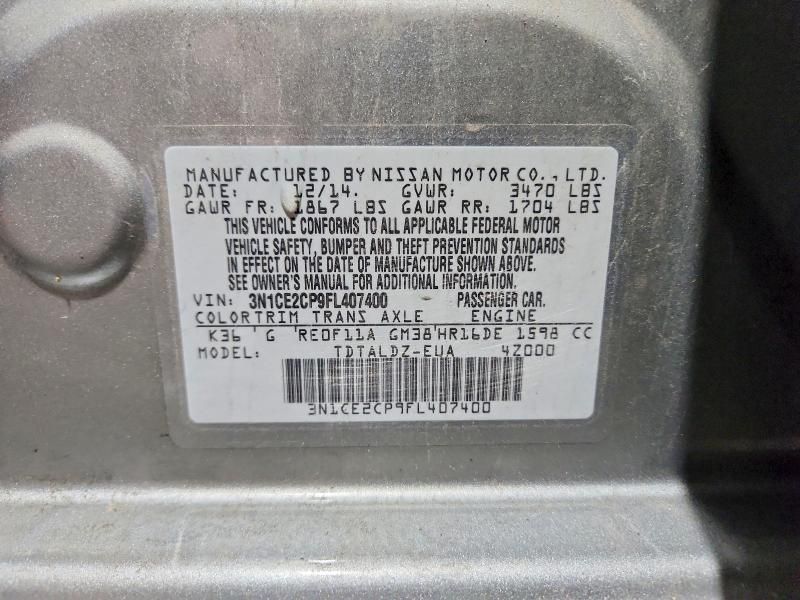 MANUFACTURED BY NISSAN MOTOR CO., LTD.
DATE: 12/14. GVWR: 3470 LBS
GAWR FR: 1867 LBS GAWR RR: 1704 LBS
THIS VEHICLE CONFORMS TO ALL APPLICABLE FEDERAL MOTOR
VEHICLE SAFETY, BUMPER AND THEFT PREVENTION STANDARDS
IN EFFECT ON THE DATE OF MANUFACTURE SHOWN ABOVE.
SEE OWNER'S MANUAL FOR ADDITIONAL INFORMATION.
VIN: 3N1CE2CP9FL407400 PASSENGER CAR.
COLORTRIM TRANS AXLE ENGINE
K36 ' G 'RE0F11A GM38'HR16DE 1598 CC
MODEL: TDTALDZ-EUA 42000
3N1CE2CP9FL407400